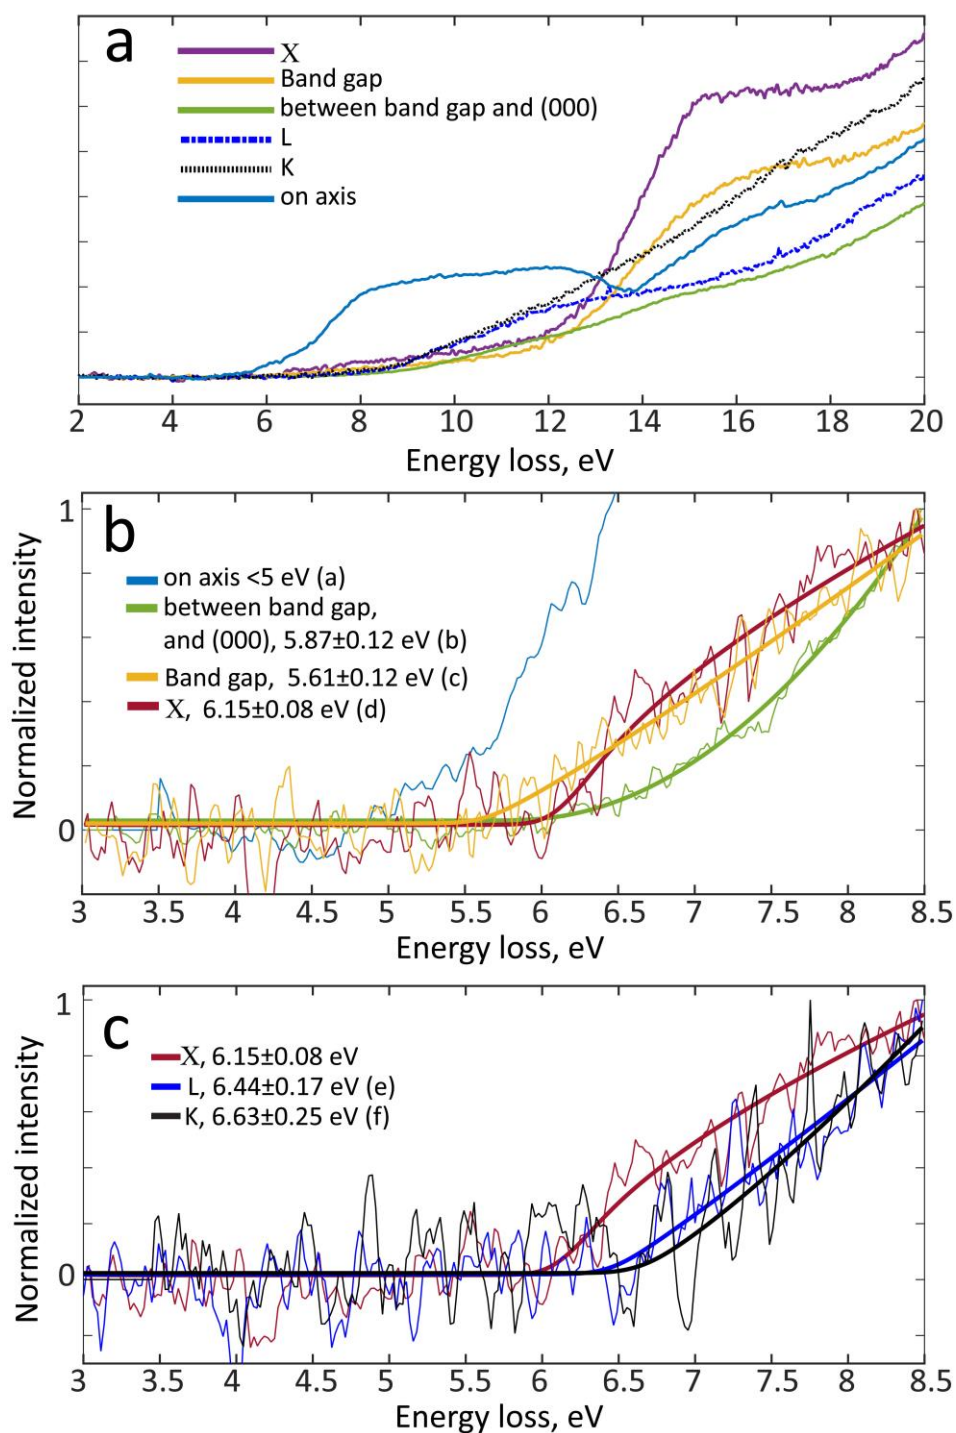 a
X
Band gap
between band gap and (000)
L
K
on axis
2 4 6 8 10 12 14 16 18 20
Energy loss, eV
b
1
0
Normalized intensity
on axis <5 eV (a)
between band gap,
and (000), 5.87±0.12 eV (b)
Band gap, 5.61±0.12 eV (c)
X, 6.15±0.08 eV (d)
3 3.5 4 4.5 5 5.5 6 6.5 7 7.5 8 8.5
Energy loss, eV
c
1
0
Normalized intensity
X, 6.15±0.08 eV
L, 6.44±0.17 eV (e)
K, 6.63±0.25 eV (f)
3 3.5 4 4.5 5 5.5 6 6.5 7 7.5 8 8.5
Energy loss, eV